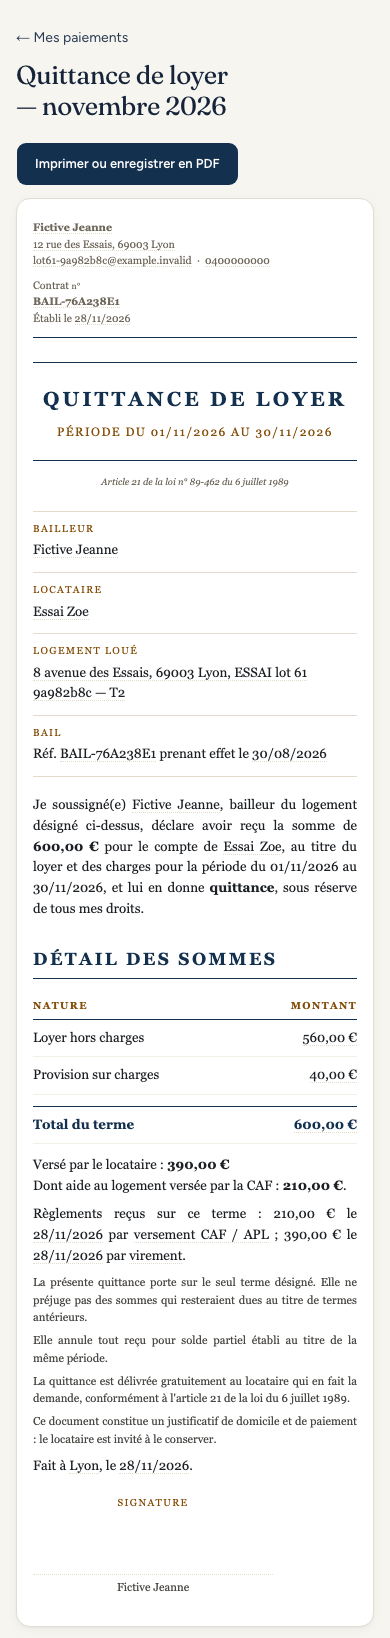 ← Mes paiements
Quittance de loyer
— novembre 2026
Imprimer ou enregistrer en PDF
Fictive Jeanne
12 rue des Essais, 69003 Lyon
lot61-9a982b8c@example.invalid · 0400000000
Contrat n°
BAIL-76A238E1
Établi le 28/11/2026
QUITTANCE DE LOYER
PÉRIODE DU 01/11/2026 AU 30/11/2026
Article 21 de la loi n° 89-462 du 6 juillet 1989
BAILLEUR
Fictive Jeanne
LOCATAIRE
Essai Zoe
LOGEMENT LOUÉ
8 avenue des Essais, 69003 Lyon, ESSAI lot 61
9a982b8c — T2
BAIL
Réf. BAIL-76A238E1 prenant effet le 30/08/2026
Je soussigné(e) Fictive Jeanne, bailleur du logement
désigné ci-dessus, déclare avoir reçu la somme de
600,00 € pour le compte de Essai Zoe, au titre du
loyer et des charges pour la période du 01/11/2026 au
30/11/2026, et lui en donne quittance, sous réserve
de tous mes droits.
DÉTAIL DES SOMMES
NATURE MONTANT
Loyer hors charges 560,00 €
Provision sur charges 40,00 €
Total du terme 600,00 €
Versé par le locataire : 390,00 €
Dont aide au logement versée par la CAF : 210,00 €.
Règlements reçus sur ce terme : 210,00 € le
28/11/2026 par versement CAF / APL ; 390,00 € le
28/11/2026 par virement.
La présente quittance porte sur le seul terme désigné. Elle ne
préjuge pas des sommes qui resteraient dues au titre de termes
antérieurs.
Elle annule tout reçu pour solde partiel établi au titre de la
même période.
La quittance est délivrée gratuitement au locataire qui en fait la
demande, conformément à l'article 21 de la loi du 6 juillet 1989.
Ce document constitue un justificatif de domicile et de paiement
: le locataire est invité à le conserver.
Fait à Lyon, le 28/11/2026.
SIGNATURE
Fictive Jeanne